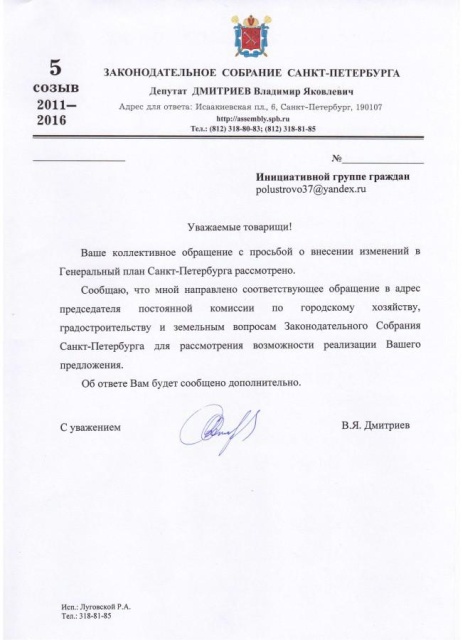 5
СОЗЫВ
2011—
2016
ЗАКОНОДАТЕЛЬНОЕ СОБРАНИЕ САНКТ-ПЕТЕРБУРГА
Депутат ДМИТРИЕВ Владимир Яковлевич
Адрес для ответа: Исаакиевская пл., 6, Санкт-Петербург, 190107
http://assembly.spb.ru
Тел.: (812) 318-80-83; (812) 318-81-85
№
Инициативной группе граждан
polustrovo37@yandex.ru
Уважаемые товарищи!
Ваше коллективное обращение с просьбой о внесении изменений в
Генеральный план Санкт-Петербурга рассмотрено.
Сообщаю, что мной направлено соответствующее обращение в адрес
председателя постоянной комиссии по городскому хозяйству,
градостроительству и земельным вопросам Законодательного Собрания
Санкт-Петербурга для рассмотрения возможности реализации Вашего
предложения.
Об ответе Вам будет сообщено дополнительно.
С уважением В.Я. Дмитриев
Исп.: Луговской Р.А.
Тел.: 318-81-85